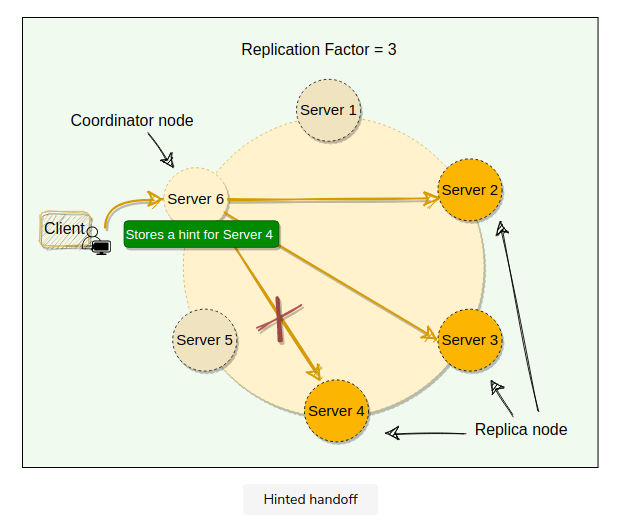 Replication Factor = 3
Server 1
Coordinator node
Server 2
Server 6
Client
Stores a hint for Server 4
Server 5
Server 3
Server 4
Replica node
Hinted handoff